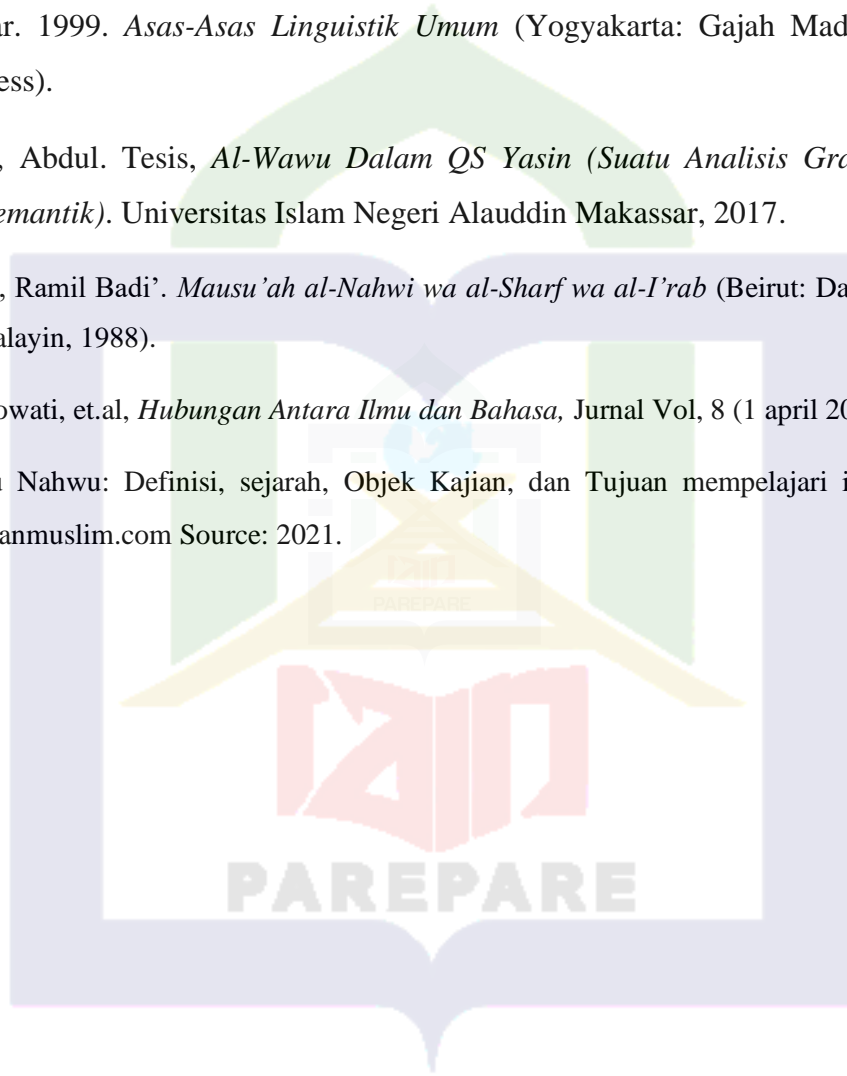 ar. 1999. Asas-Asas Linguistik Umum (Yogyakarta: Gajah Mad
ess).
, Abdul. Tesis, Al-Wawu Dalam QS Yasin (Suatu Analisis Gra
emantik). Universitas Islam Negeri Alauddin Makassar, 2017.
, Ramil Badi’. Mausu’ah al-Nahwi wa al-Sharf wa al-I’rab (Beirut: Da
alayin, 1988).
owati, et.al, Hubungan Antara Ilmu dan Bahasa, Jurnal Vol, 8 (1 april 20
u Nahwu: Definisi, sejarah, Objek Kajian, dan Tujuan mempelajari i
anmuslim.com Source: 2021.
iain
PAREPARE
iain
PAREPARE